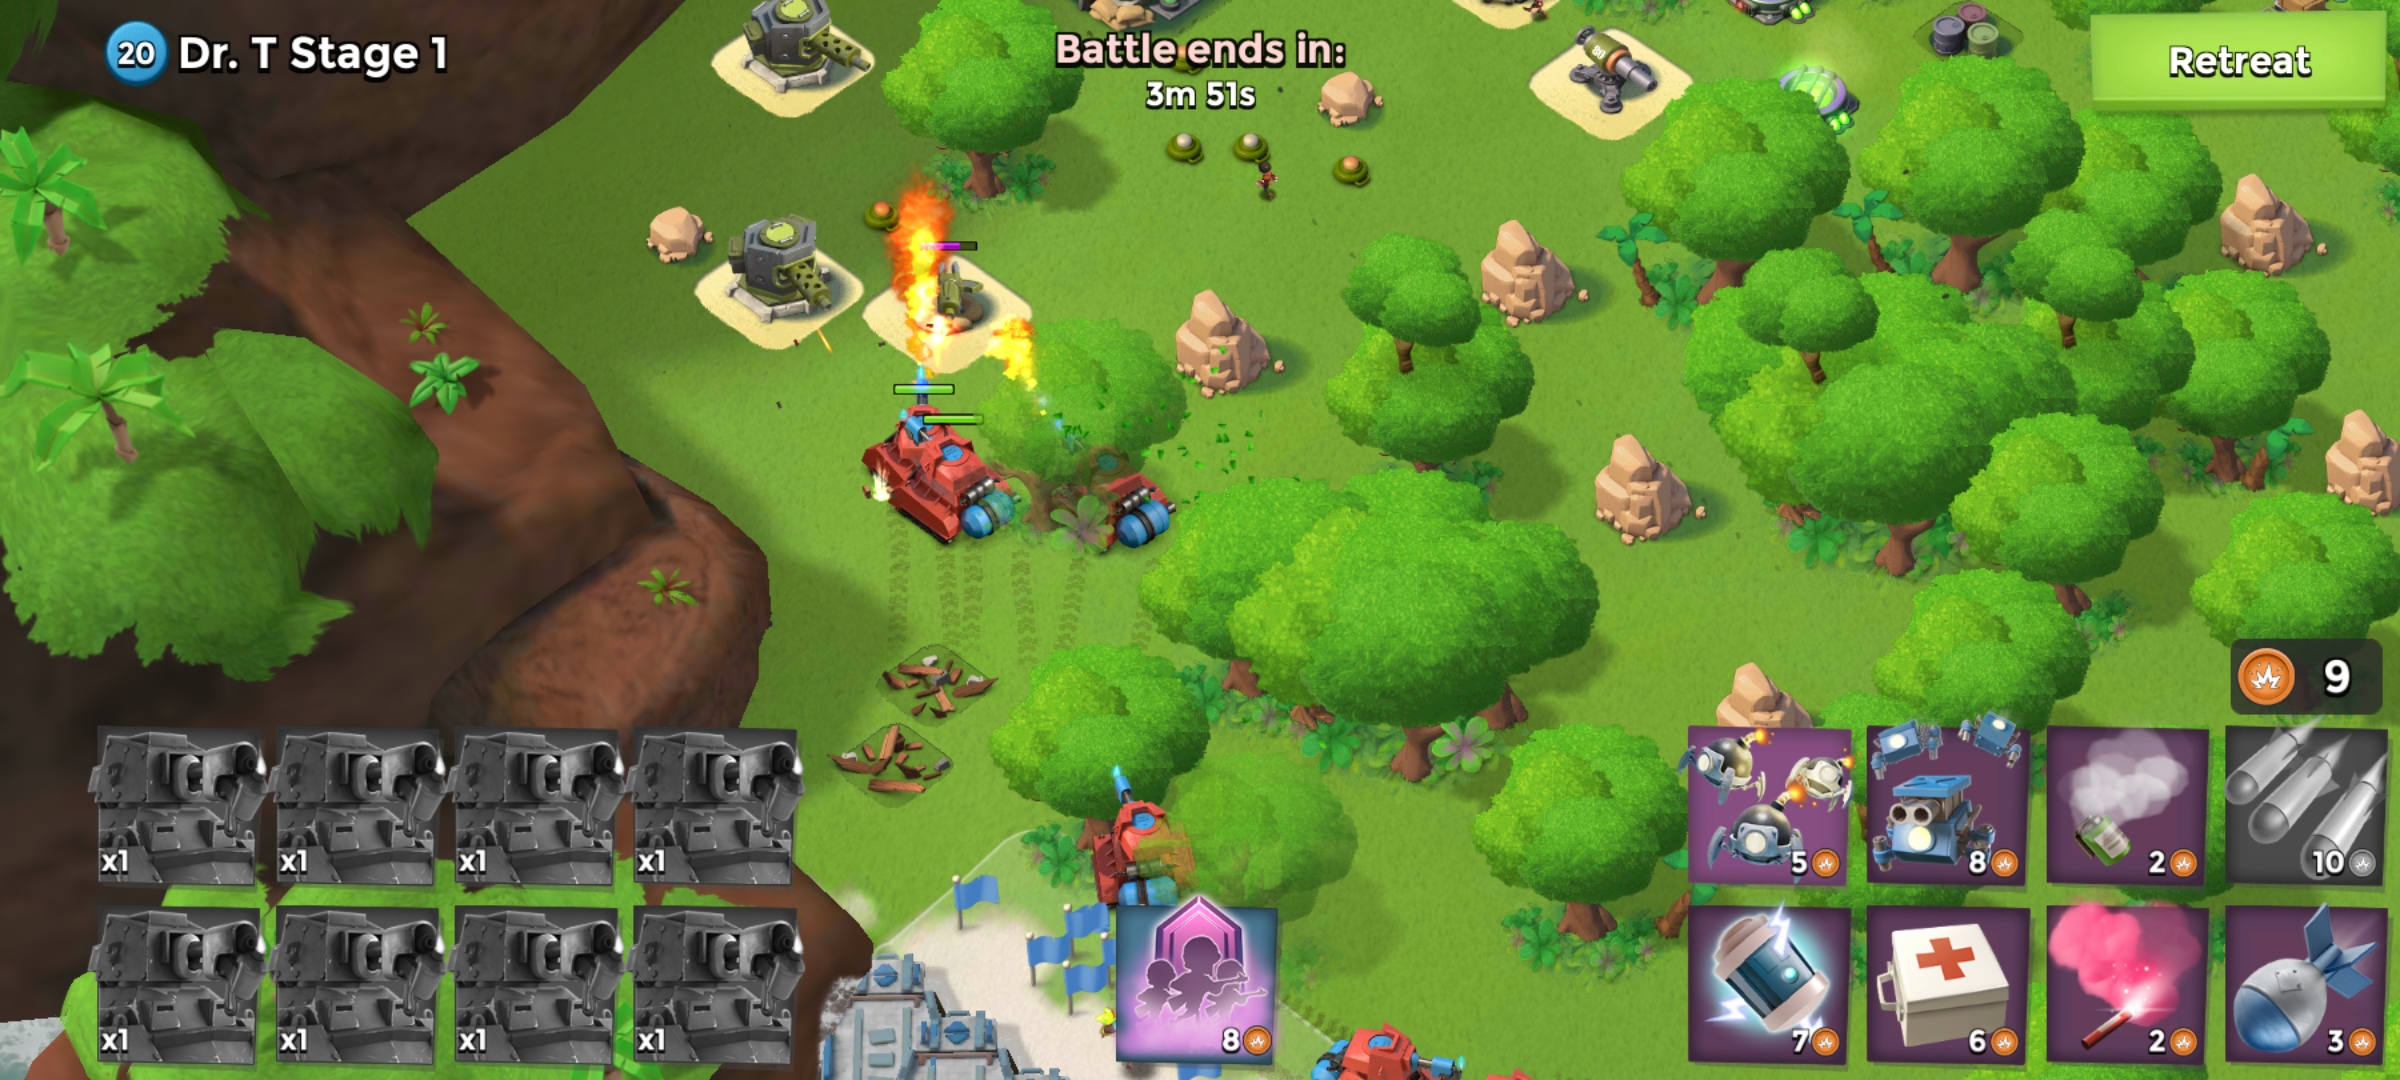 20 Dr. T Stage 1
Battle ends in:
3m 51s
Retreat
80
9
x1 x1 x1 x1
5 8 2 10
x1 x1 x1 x1
8
7 6 2 3